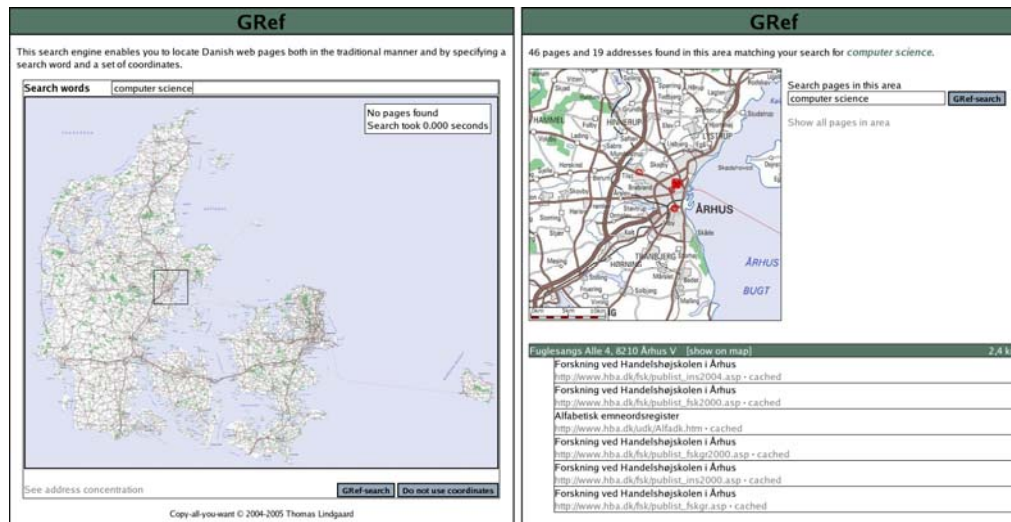 GRef
This search engine enables you to locate Danish web pages both in the traditional manner and by specifying a
search word and a set of coordinates.
Search words computer science
No pages found
Search took 0.000 seconds
See address concentration GRef-search Do not use coordinates
Copy-all-you-want © 2004-2005 Thomas Lindgaard
GRef
46 pages and 19 addresses found in this area matching your search for computer science.
Search pages in this area
computer science GRef-search
Show all pages in area
HAMMEL
HINNERUP
LYSTRUP
ÅRHUS
TRANBJERG
HØRNING
ÅRHUS
BUGT
Fuglesangs Alle 4, 8210 Århus V [show on map] 2,4 k
Forskning ved Handelshøjskolen i Århus
http://www.hba.dk/fsk/publist_ins2004.asp • cached
Forskning ved Handelshøjskolen i Århus
http://www.hba.dk/fsk/publist_fsk2000.asp • cached
Alfabetisk emneordsregister
http://www.hba.dk/udk/Alfadk.htm • cached
Forskning ved Handelshøjskolen i Århus
http://www.hba.dk/fsk/publist_fskgr2000.asp • cached
Forskning ved Handelshøjskolen i Århus
http://www.hba.dk/fsk/publist_ins2000.asp • cached
Forskning ved Handelshøjskolen i Århus
http://www.hba.dk/fsk/publist_fskgr.asp • cached